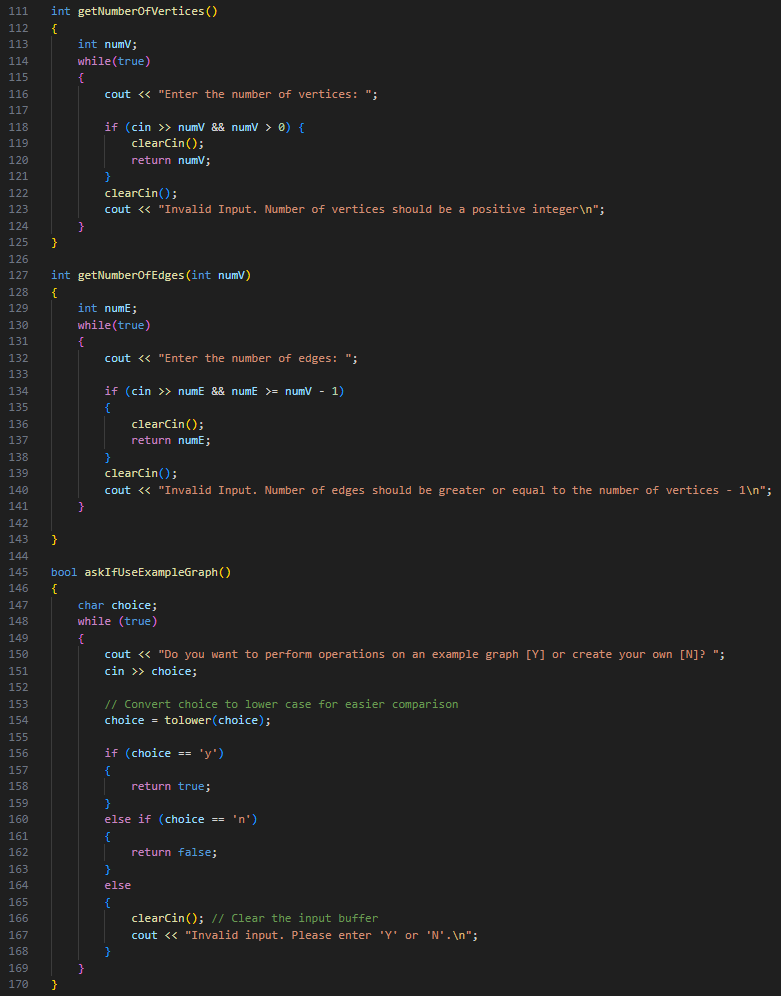 111 int getNumberOfVertices()
112 {
113     int numV;
114     while(true)
115     {
116         cout << "Enter the number of vertices: ";
117
118         if (cin >> numV && numV > 0) {
119             clearCin();
120             return numV;
121         }
122         clearCin();
123         cout << "Invalid Input. Number of vertices should be a positive integer\n";
124     }
125 }
126
127 int getNumberOfEdges(int numV)
128 {
129     int numE;
130     while(true)
131     {
132         cout << "Enter the number of edges: ";
133
134         if (cin >> numE && numE >= numV - 1)
135         {
136             clearCin();
137             return numE;
138         }
139         clearCin();
140         cout << "Invalid Input. Number of edges should be greater or equal to the number of vertices - 1\n";
141     }
142
143 }
144
145 bool askIfUseExampleGraph()
146 {
147     char choice;
148     while (true)
149     {
150         cout << "Do you want to perform operations on an example graph [Y] or create your own [N]? ";
151         cin >> choice;
152
153         // Convert choice to lower case for easier comparison
154         choice = tolower(choice);
155
156         if (choice == 'y')
157         {
158             return true;
159         }
160         else if (choice == 'n')
161         {
162             return false;
163         }
164         else
165         {
166             clearCin(); // Clear the input buffer
167             cout << "Invalid input. Please enter 'Y' or 'N'.\n";
168         }
169     }
170 }